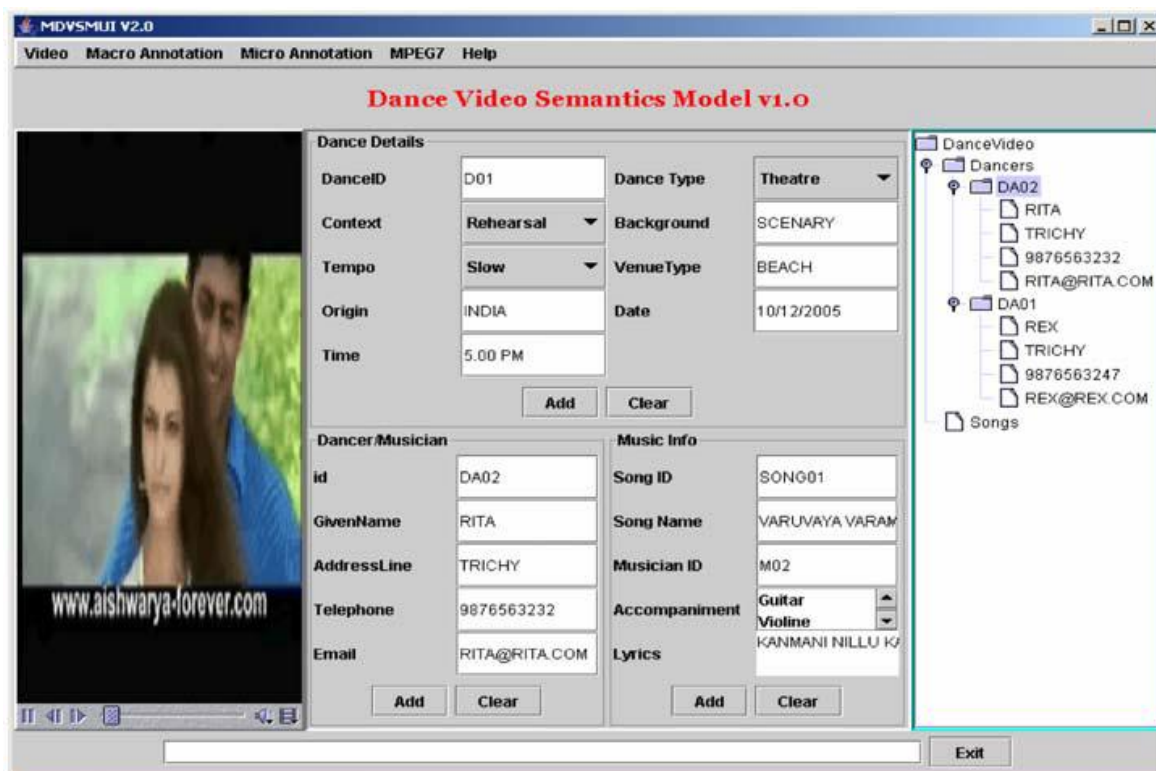 MDVSMUI V2.0
Video Macro Annotation Micro Annotation MPEG7 Help
Dance Video Semantics Model v1.0
www.aishwarya-forever.com
Dance Details
DanceID D01 Dance Type Theatre
Context Rehearsal Background SCENARY
Tempo Slow VenueType BEACH
Origin INDIA Date 10/12/2005
Time 5.00 PM
Add Clear
Dancer/Musician
id DA02
GivenName RITA
AddressLine TRICHY
Telephone 9876563232
Email RITA@RITA.COM
Add Clear
Music Info
Song ID SONG01
Song Name VARUVAYA VARAM
Musician ID M02
Accompaniment Guitar
Violine
Lyrics KANMANI NILLU
Add Clear
DanceVideo
Dancers
DA02
RITA
TRICHY
9876563232
RITA@RITA.COM
DA01
REX
TRICHY
9876563247
REX@REX.COM
Songs
Exit